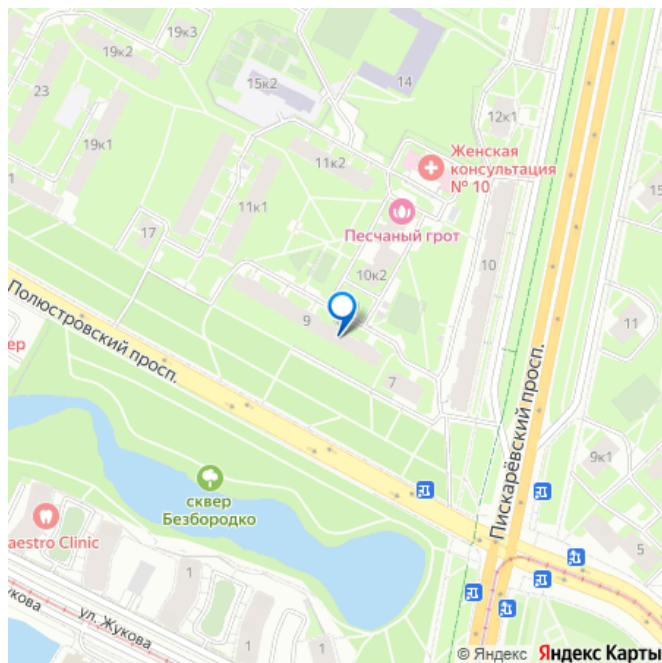 19к3
19к2
23
15к2
14
12к1
19к1
11к2
Женская
консультация
№ 10
15
1
11к1
Песчаный грот
17
10к2
10
Полюстровский просп.
9
11
ер
7
Пискарёвский просп.
9к1
сквер
Безбородко
aestro Clinic
5
1
укова
ул. Жукова
1
1
© Яндекс Яндекс Карты